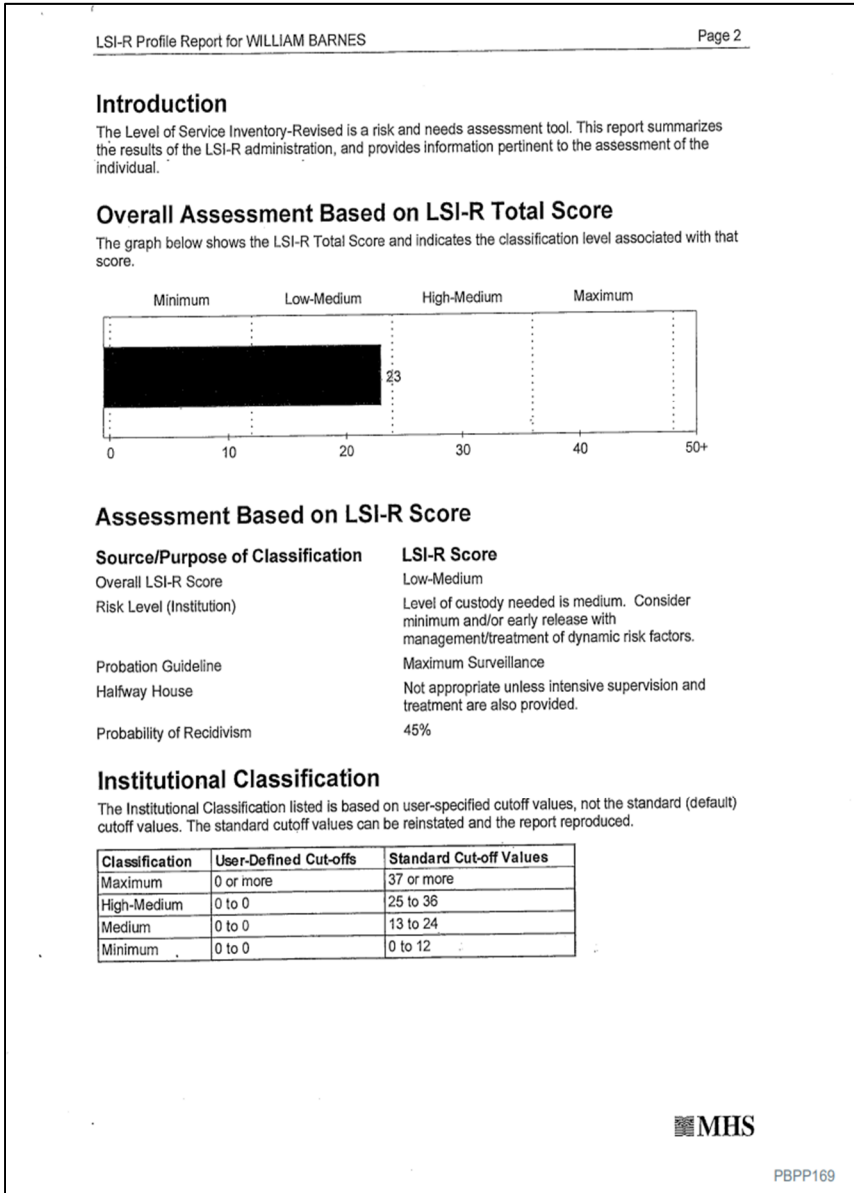 LSI-R Profile Report for WILLIAM BARNES
Page 2
Introduction
The Level of Service Inventory-Revised is a risk and needs assessment tool. This report summarizes
the results of the LSI-R administration, and provides information pertinent to the assessment of the
individual.
Overall Assessment Based on LSI-R Total Score
The graph below shows the LSI-R Total Score and indicates the classification level associated with that
score.
Minimum Low-Medium High-Medium Maximum
23
0 10 20 30 40 50+
Assessment Based on LSI-R Score
Source/Purpose of Classification LSI-R Score
Overall LSI-R Score Low-Medium
Risk Level (Institution) Level of custody needed is medium. Consider
minimum and/or early release with
management/treatment of dynamic risk factors.
Probation Guideline Maximum Surveillance
Halfway House Not appropriate unless intensive supervision and
treatment are also provided.
Probability of Recidivism 45%
Institutional Classification
The Institutional Classification listed is based on user-specified cutoff values, not the standard (default)
cutoff values. The standard cutoff values can be reinstated and the report reproduced.
Classification User-Defined Cut-offs Standard Cut-off Values
Maximum 0 or more 37 or more
High-Medium 0 to 0 25 to 36
Medium 0 to 0 13 to 24
Minimum 0 to 0 0 to 12
MHS
PBPP169